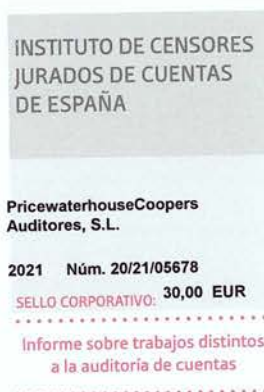 INSTITUTO DE CENSORES
JURADOS DE CUENTAS
DE ESPAÑA
PricewaterhouseCoopers
Auditores, S.L.
2021 Núm. 20/21/05678
SELLO CORPORATIVO: 30,00 EUR
Informe sobre trabajos distintos
a la auditoría de cuentas